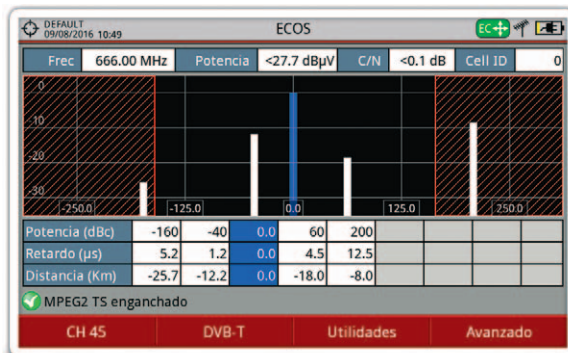 DEFAULT
09/08/2016 10:49
ECOS
EC
Frec 666.00 MHz Potencia <27.7 dBµV C/N <0.1 dB Cell ID 0
0
-10
-20
-30
-250.0 -125.0 0.0 125.0 250.0
Potencia (dBc) -160 -40 0.0 60 200
Retardo (µs) 5.2 1.2 0.0 4.5 12.5
Distancia (Km) -25.7 -12.2 0.0 -18.0 -8.0
MPEG2 TS enganchado
CH 45 DVB-T Utilidades Avanzado